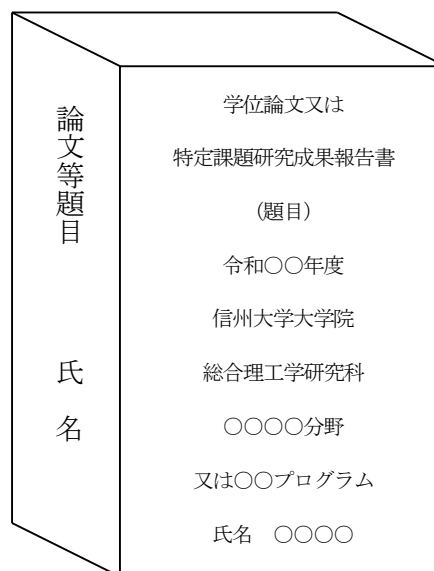 論文等題目
氏名
学位論文又は
特定課題研究成果報告書
(題目)
令和○○年度
信州大学大学院
総合理工学研究科
○○○○分野
又は○○プログラム
氏名　○○○○